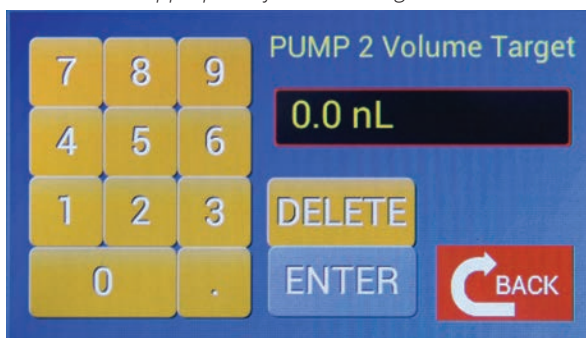 PUMP 2 Volume Target
0.0 nL
7 8 9
4 5 6
1 2 3
0 .
DELETE
ENTER
BACK